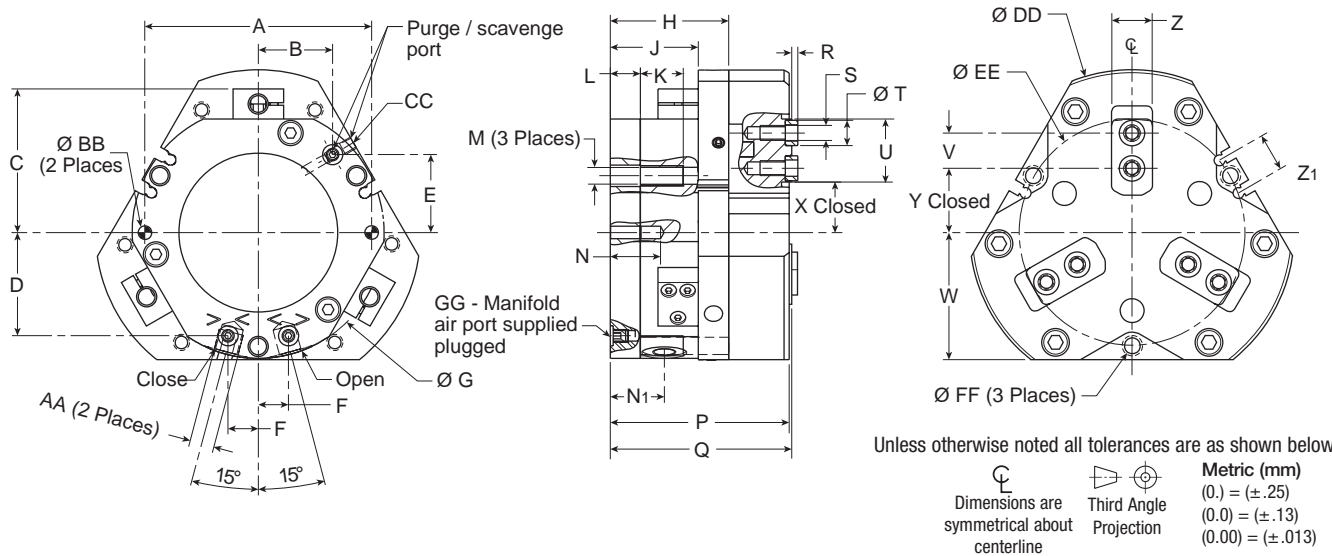 A
B
Purge / scavenge
port
CC
C
Ø BB
(2 Places
E
D
> < < >
Close
Open
Ø G
AA (2 Places)
F
F
15°
15°
H
J
L
K
R
S
Ø T
M (3 Places)
U
X Closed
N
GG - Manifold
air port supplied
plugged
N1
P
Q
Ø DD
Z
℄
Ø EE
V
Y Closed
Z1
W
Ø FF (3 Places)
Unless otherwise noted all tolerances are as shown below
℄
Dimensions are
symmetrical about
centerline
Third Angle
Projection
Metric (mm)
(0.) = (± .25)
(0.0) = (± .13)
(0.00) = (± .013)